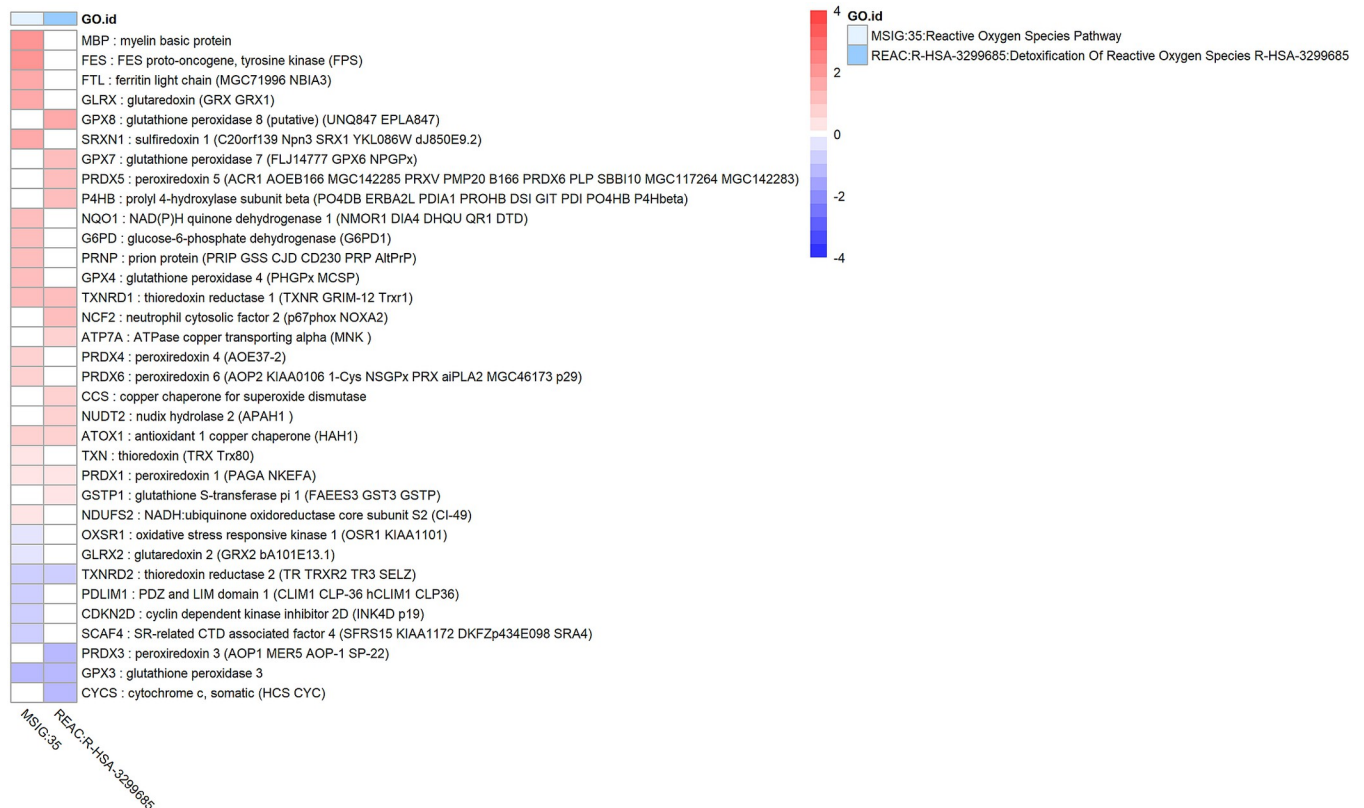 GO.id
MBP : myelin basic protein
FES : FES proto-oncogene, tyrosine kinase (FPS)
FTL : ferritin light chain (MGC71996 NBIA3)
GLRX : glutaredoxin (GRX GRX1)
GPX8 : glutathione peroxidase 8 (putative) (UNQ847 EPLA847)
SRXN1 : sulfiredoxin 1 (C20orf139 Npn3 SRX1 YKL086W dJ850E9.2)
GPX7 : glutathione peroxidase 7 (FLJ14777 GPX6 NPGPx)
PRDX5 : peroxiredoxin 5 (ACR1 AOEB166 MGC142285 PRXV PMP20 B166 PRDX6 PLP SBBI10 MGC117264 MGC142283)
P4HB : prolyl 4-hydroxylase subunit beta (PO4DB ERBA2L PDIA1 PROHB DSI GIT PDI PO4HB P4Hbeta)
NQO1 : NAD(P)H quinone dehydrogenase 1 (NMOR1 DIA4 DHQU QR1 DTD)
G6PD : glucose-6-phosphate dehydrogenase (G6PD1)
PRNP : prion protein (PRIP GSS CJD CD230 PRP AltPrP)
GPX4 : glutathione peroxidase 4 (PHGPx MCSP)
TXNRD1 : thioredoxin reductase 1 (TXNR GRIM-12 Trxr1)
NCF2 : neutrophil cytosolic factor 2 (p67phox NOXA2)
ATP7A : ATPase copper transporting alpha (MNK )
PRDX4 : peroxiredoxin 4 (AOE37-2)
PRDX6 : peroxiredoxin 6 (AOP2 KIAA0106 1-Cys NSGPx PRX aiPLA2 MGC46173 p29)
CCS : copper chaperone for superoxide dismutase
NUDT2 : nudix hydrolase 2 (APAH1 )
ATOX1 : antioxidant 1 copper chaperone (HAH1)
TXN : thioredoxin (TRX Trx80)
PRDX1 : peroxiredoxin 1 (PAGA NKEFA)
GSTP1 : glutathione S-transferase pi 1 (FAEES3 GST3 GSTP)
NDUFS2 : NADH:ubiquinone oxidoreductase core subunit S2 (CI-49)
OXSR1 : oxidative stress responsive kinase 1 (OSR1 KIAA1101)
GLRX2 : glutaredoxin 2 (GRX2 bA101E13.1)
TXNRD2 : thioredoxin reductase 2 (TR TRXR2 TR3 SELZ)
PDLIM1 : PDZ and LIM domain 1 (CLIM1 CLP-36 hCLIM1 CLP36)
CDKN2D : cyclin dependent kinase inhibitor 2D (INK4D p19)
SCAF4 : SR-related CTD associated factor 4 (SFRS15 KIAA1172 DKFZp434E098 SRA4)
PRDX3 : peroxiredoxin 3 (AOP1 MER5 AOP-1 SP-22)
GPX3 : glutathione peroxidase 3
CYCS : cytochrome c, somatic (HCS CYC)
MSIG:35
REAC:R-HSA-3299685
4
2
0
-2
-4
GO.id
MSIG:35:Reactive Oxygen Species Pathway
REAC:R-HSA-3299685:Detoxification Of Reactive Oxygen Species R-HSA-3299685